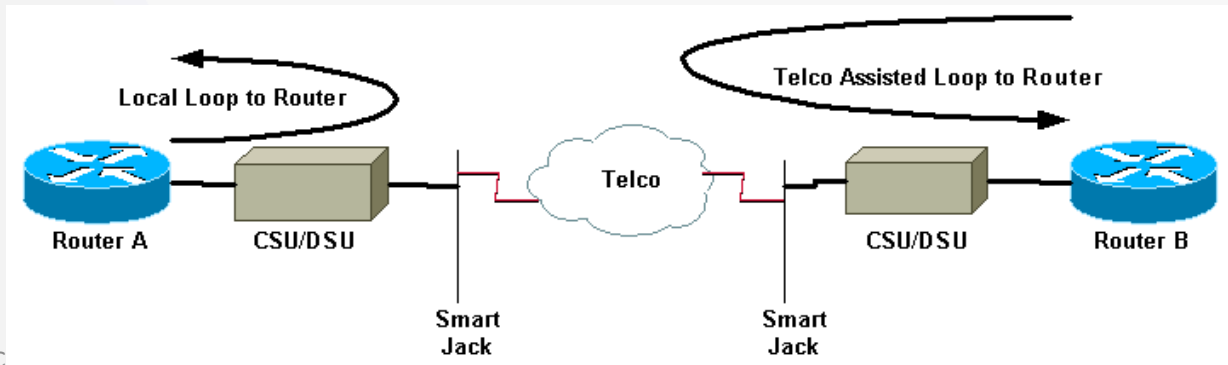 Local Loop to Router
Telco Assisted Loop to Router
Telco
Router A
CSU/DSU
CSU/DSU
Router B
Smart
Jack
Smart
Jack